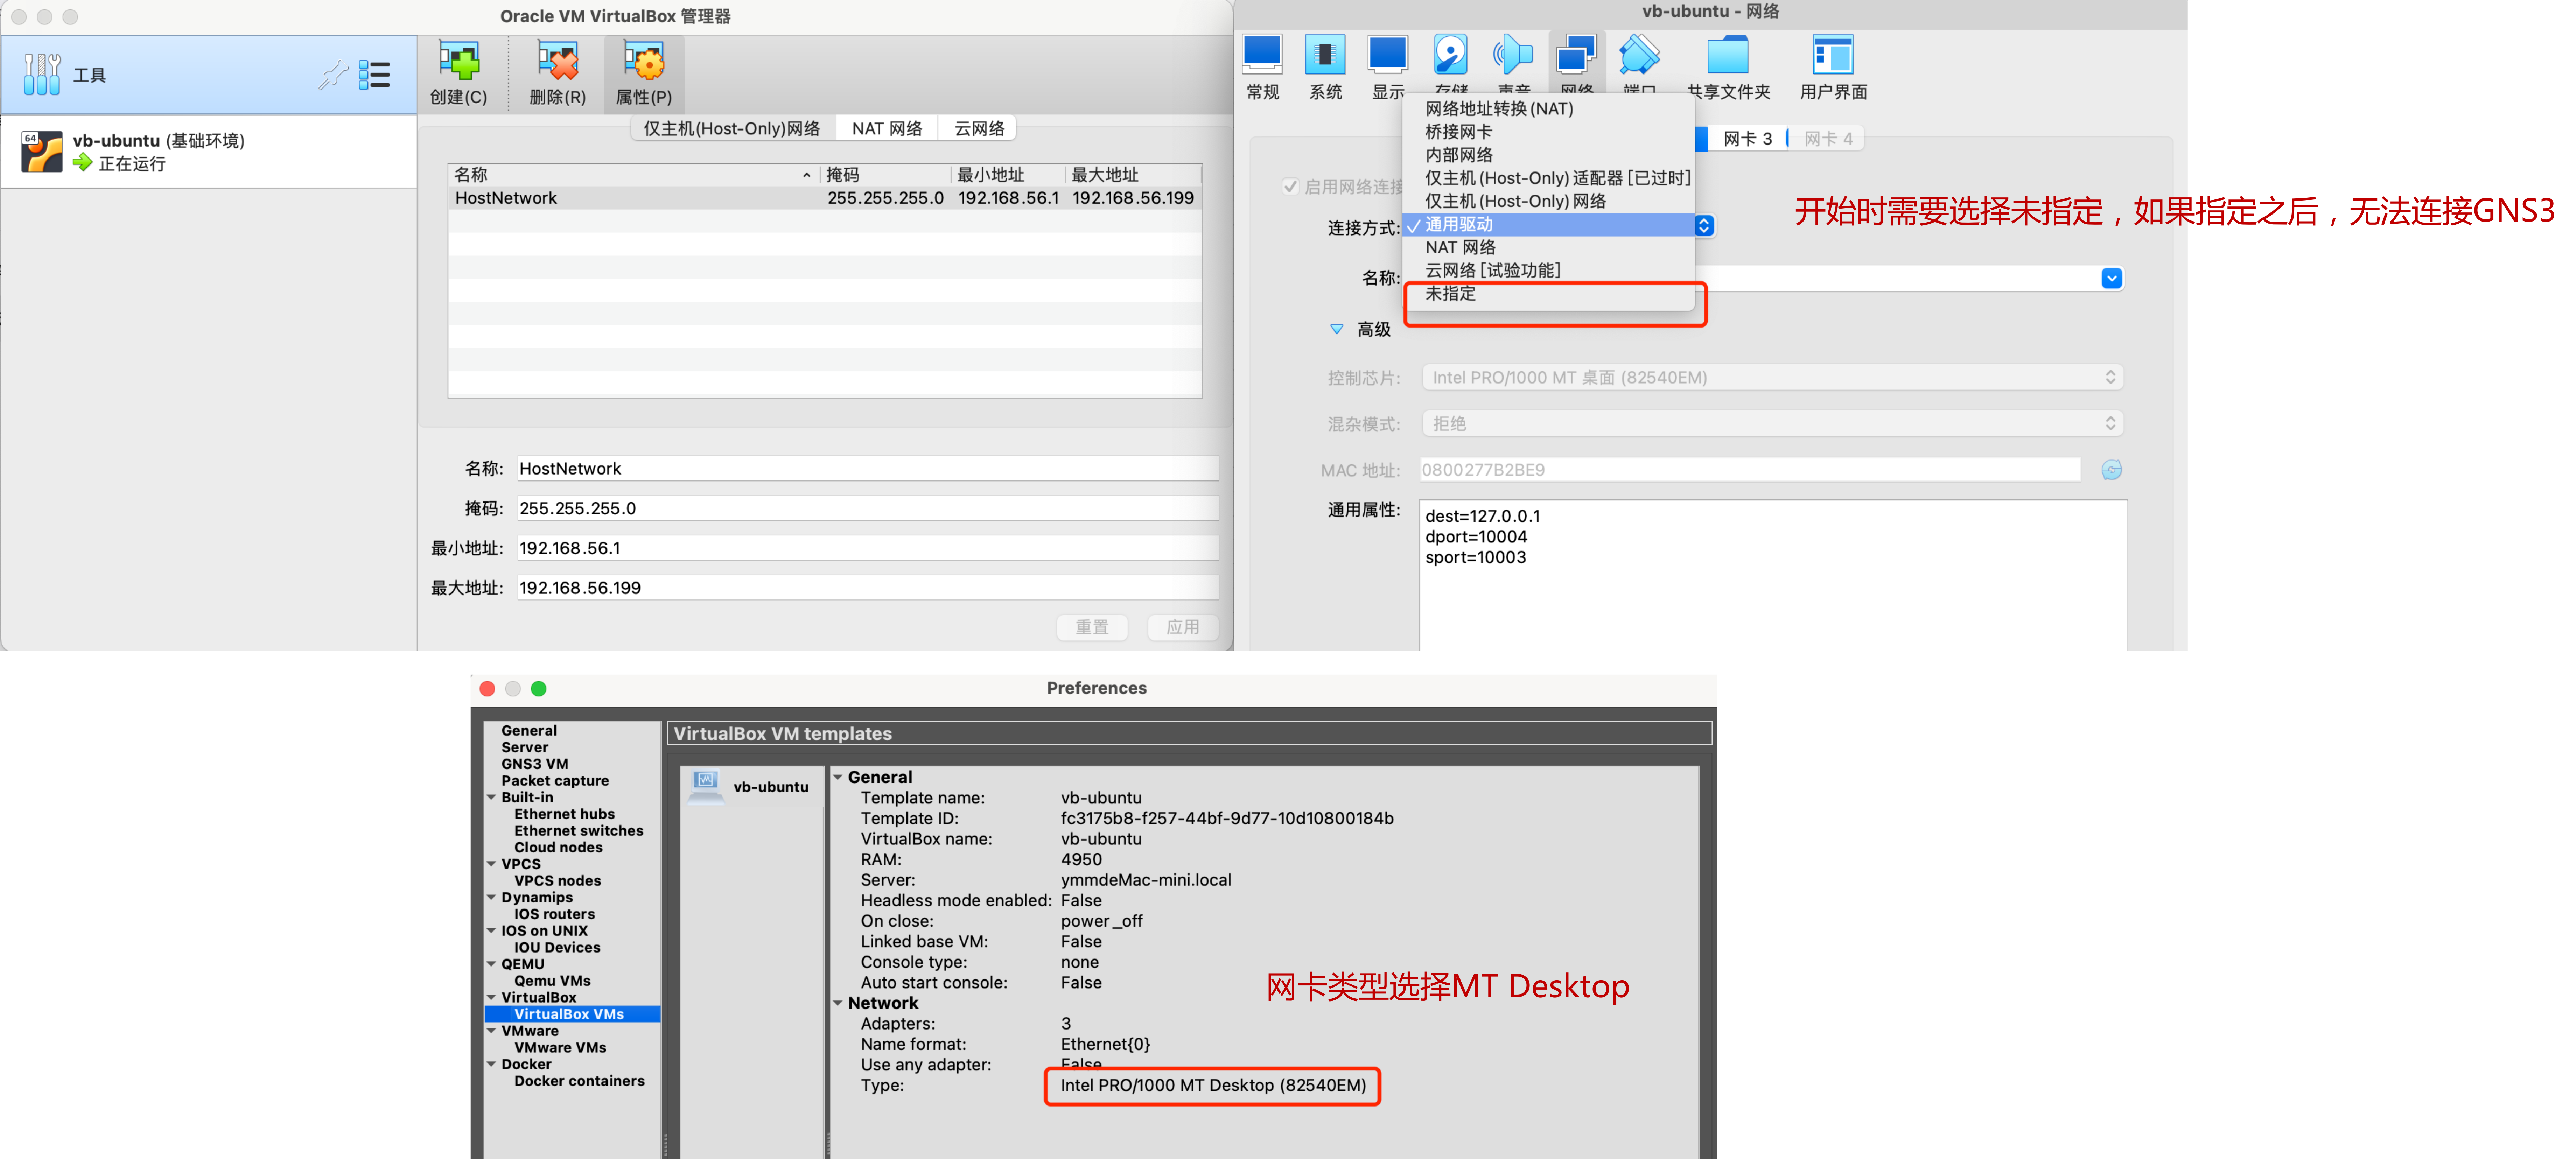 Oracle VM VirtualBox 管理器
工具
64
vb-ubuntu (基础环境)
正在运行
创建(C)
删除(R)
属性(P)
仅主机(Host-Only)网络 NAT 网络 云网络
名称 掩码 最小地址 最大地址
HostNetwork 255.255.255.0 192.168.56.1 192.168.56.199
名称: HostNetwork
掩码: 255.255.255.0
最小地址: 192.168.56.1
最大地址: 192.168.56.199
重置 应用
vb-ubuntu - 网络
常规 系统 显示 存储 声音 网络 端口 共享文件夹 用户界面
网卡 3 网卡 4
启用网络连接
连接方式:
网络地址转换(NAT)
桥接网卡
内部网络
仅主机(Host-Only)适配器[已过时]
仅主机(Host-Only)网络
✓通用驱动
NAT 网络
云网络[试验功能]
未指定
名称:
高级
控制芯片: Intel PRO/1000 MT 桌面 (82540EM)
混杂模式: 拒绝
MAC 地址: 0800277B2BE9
通用属性: dest=127.0.0.1
dport=10004
sport=10003
开始时需要选择未指定，如果指定之后，无法连接GNS3
Preferences
General
Server
GNS3 VM
Packet capture
Built-in
Ethernet hubs
Ethernet switches
Cloud nodes
VPCS
VPCS nodes
Dynamips
IOS routers
IOS on UNIX
IOU Devices
QEMU
Qemu VMs
VirtualBox
VirtualBox VMs
VMware
VMware VMs
Docker
Docker containers
VirtualBox VM templates
vb-ubuntu
General
Template name: vb-ubuntu
Template ID: fc3175b8-f257-44bf-9d77-10d10800184b
VirtualBox name: vb-ubuntu
RAM: 4950
Server: ymmdeMac-mini.local
Headless mode enabled: False
On close: power_off
Linked base VM: False
Console type: none
Auto start console: False
Network
Adapters: 3
Name format: Ethernet{0}
Use any adapter: False
Type: Intel PRO/1000 MT Desktop (82540EM)
网卡类型选择MT Desktop